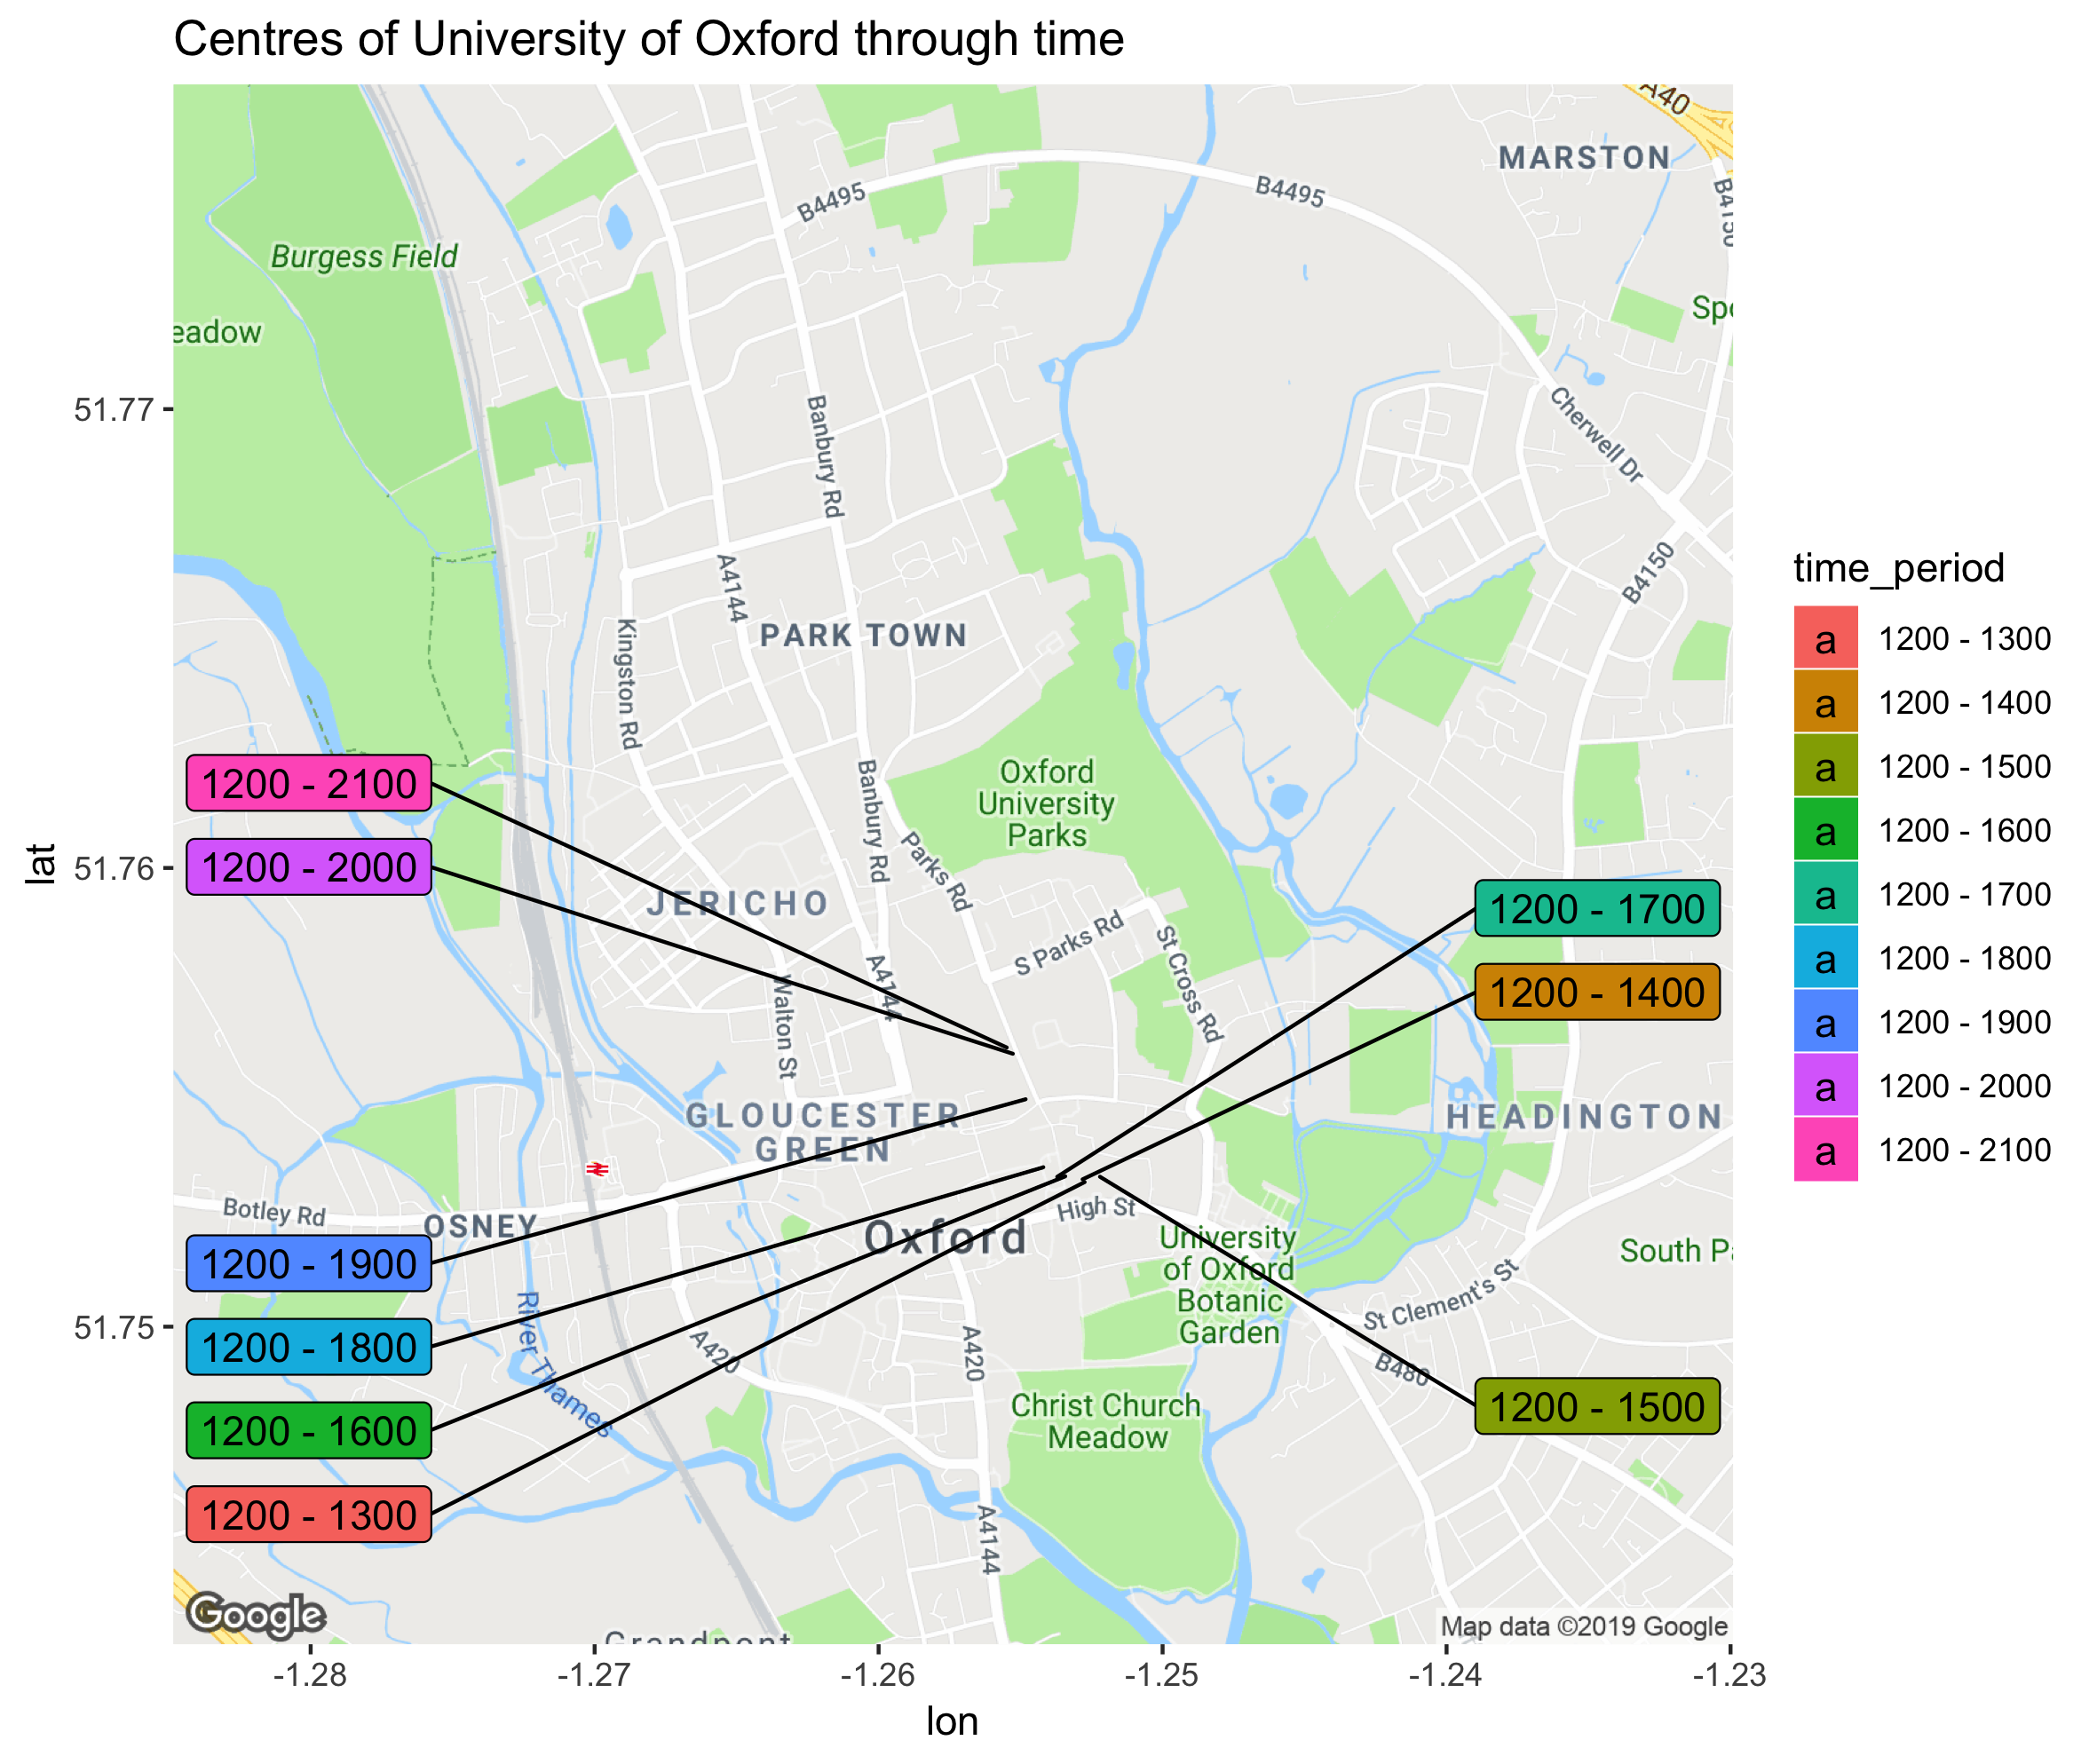 Centres of University of Oxford through time
A40
MARSTON
B4495
B4495
B4150
Burgess Field
Spo
eadow
51.77
Banbury Rd
Cherwell Dr
A4144
B4150
time_period
Kingston Rd
PARK TOWN
a 1200 - 1300
a 1200 - 1400
a 1200 - 1500
a 1200 - 1600
a 1200 - 1700
a 1200 - 1800
a 1200 - 1900
a 1200 - 2000
a 1200 - 2100
1200 - 2100
Banbury Rd
Oxford
University
Parks
lat
51.76
1200 - 2000
Parks Rd
JERICHO
1200 - 1700
S Parks Rd
St Cross Rd
A4144
1200 - 1400
Walton St
GLOUCESTER
GREEN
HEADINGTON
Botley Rd
OSNEY
High St
Oxford
University
of Oxford
Botanic
Garden
South Pa
1200 - 1900
St Clement's St
51.75
River Thames
1200 - 1800
A420
A420
B480
Christ Church
Meadow
1200 - 1500
1200 - 1600
1200 - 1300
A4144
Google
Grandpont
Map data ©2019 Google
-1.28
-1.27
-1.26
-1.25
-1.24
-1.23
lon